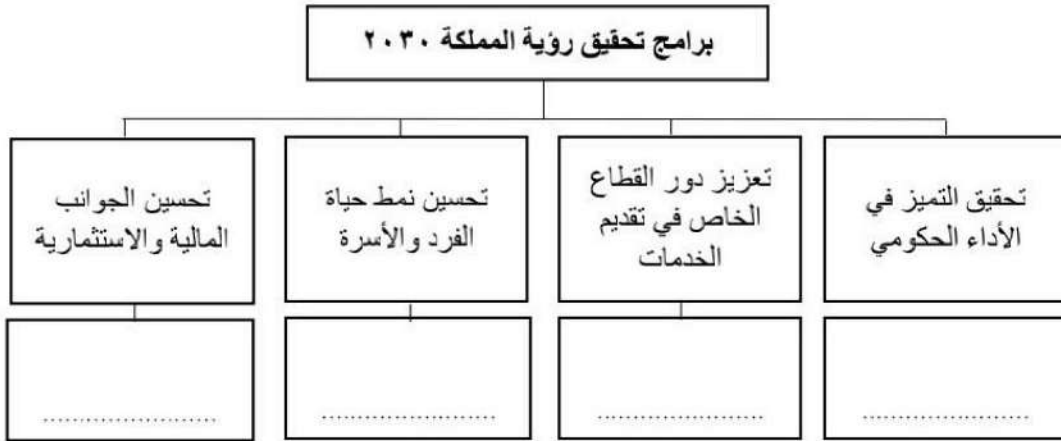 برامج تحقيق رؤية المملكة ٢٠٣٠
تحقيق التميز في
الأداء الحكومي
تعزيز دور القطاع
الخاص في تقديم
الخدمات
تحسين نمط حياة
الفرد والأسرة
تحسين الجوانب
المالية والاستثمارية
........................
........................
........................
........................